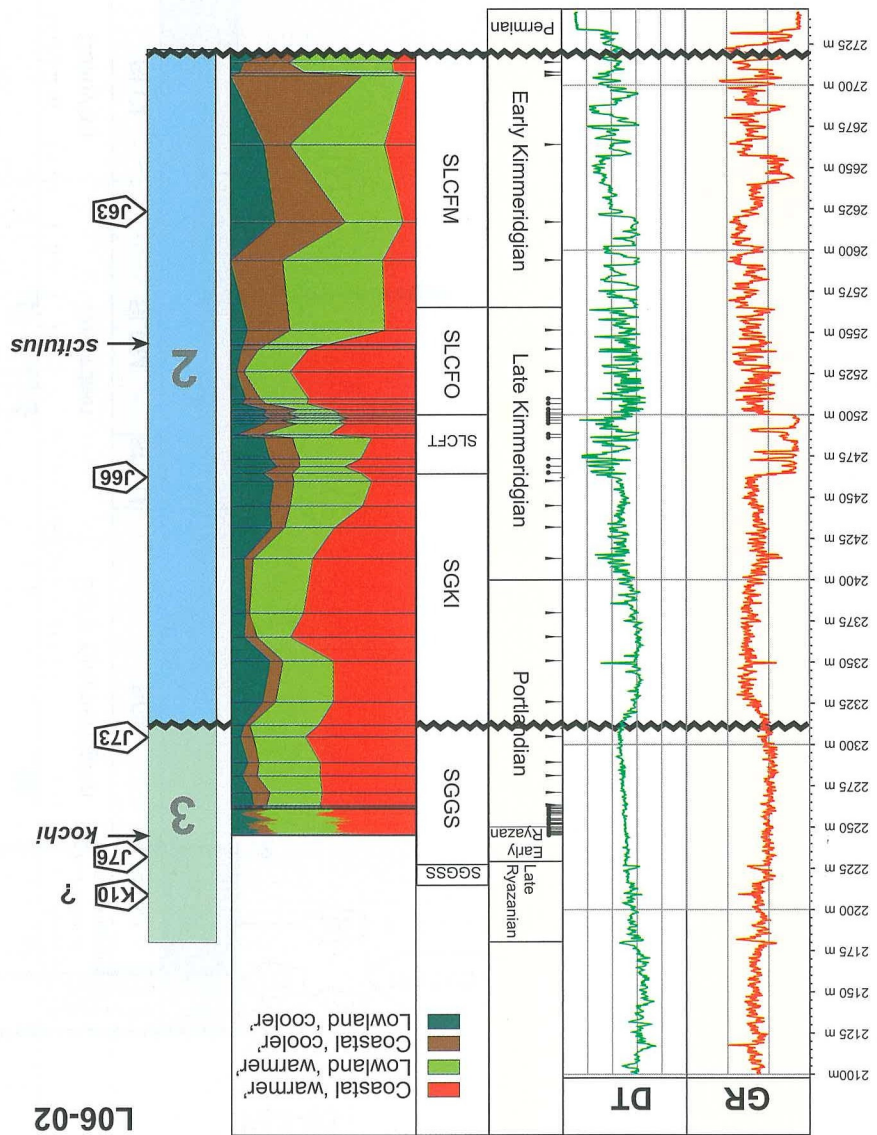 L06-02
GR
DT
Coastal 'warmer'
Lowland 'warmer'
Coastal 'cooler'
Lowland 'cooler'
2100m
2125 m
2150 m
2175 m
2200 m
2225 m
2250 m
2275 m
2300 m
2325 m
2350 m
2375 m
2400 m
2425 m
2450 m
2475 m
2500 m
2525 m
2550 m
2575 m
2600 m
2625 m
2650 m
2675 m
2700 m
2725 m
Late
Ryazanian
Early
Ryazan
Portlandian
Late Kimmeridgian
Early Kimmeridgian
Permian
SGGSS
SGGS
SGKI
SLCFT
SLCFO
SLCFM
3
2
K10
?
J76
kochi
J73
J66
scitulus
J63